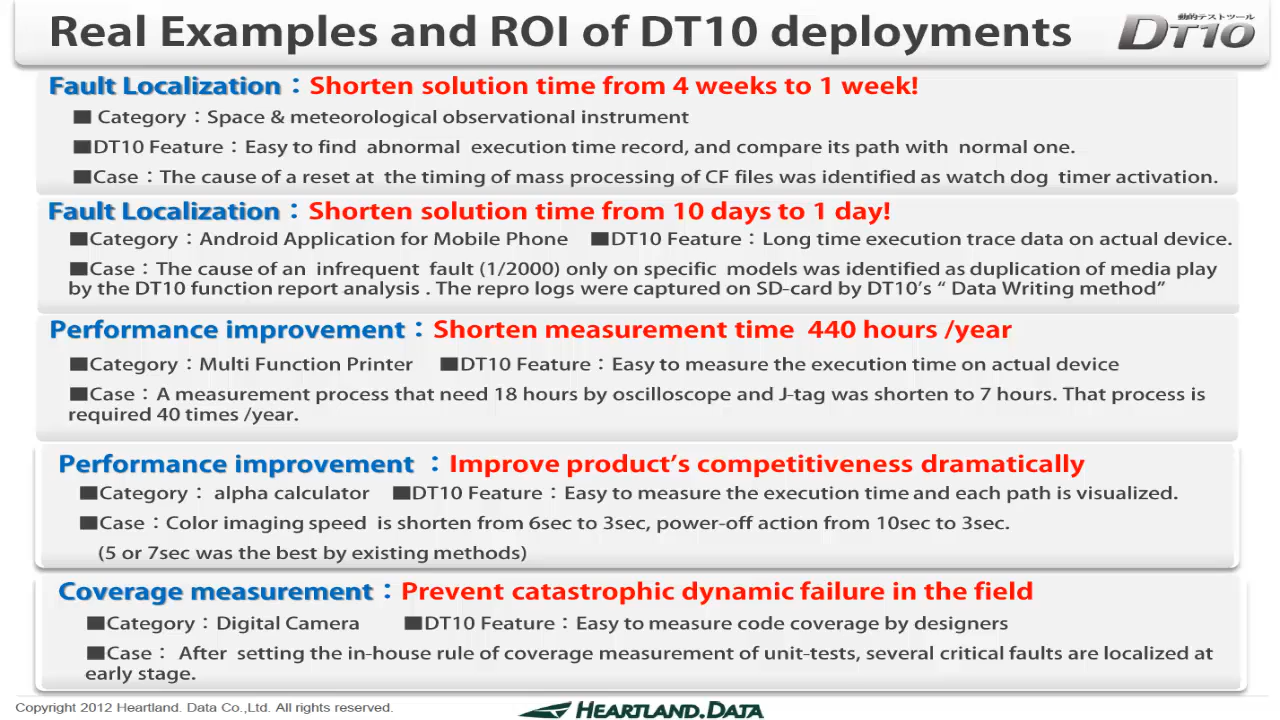 Real Examples and ROI of DT10 deployments
動的テストツール
DT10
Fault Localization：Shorten solution time from 4 weeks to 1 week!
■ Category：Space & meteorological observational instrument
■DT10 Feature：Easy to find abnormal execution time record, and compare its path with normal one.
■Case：The cause of a reset at the timing of mass processing of CF files was identified as watch dog timer activation.
Fault Localization：Shorten solution time from 10 days to 1 day!
■Category：Android Application for Mobile Phone ■DT10 Feature：Long time execution trace data on actual device.
■Case：The cause of an infrequent fault (1/2000) only on specific models was identified as duplication of media play
by the DT10 function report analysis . The repro logs were captured on SD-card by DT10's “ Data Writing method”
Performance improvement：Shorten measurement time 440 hours /year
■Category：Multi Function Printer ■DT10 Feature：Easy to measure the execution time on actual device
■Case：A measurement process that need 18 hours by oscilloscope and J-tag was shorten to 7 hours. That process is
required 40 times /year.
Performance improvement ：Improve product's competitiveness dramatically
■Category： alpha calculator ■DT10 Feature：Easy to measure the execution time and each path is visualized.
■Case：Color imaging speed is shorten from 6sec to 3sec, power-off action from 10sec to 3sec.
(5 or 7sec was the best by existing methods)
Coverage measurement：Prevent catastrophic dynamic failure in the field
■Category：Digital Camera ■DT10 Feature：Easy to measure code coverage by designers
■Case： After setting the in-house rule of coverage measurement of unit-tests, several critical faults are localized at
early stage.
Copyright 2012 Heartland. Data Co.,Ltd. All rights reserved.
HEARTLAND.DATA